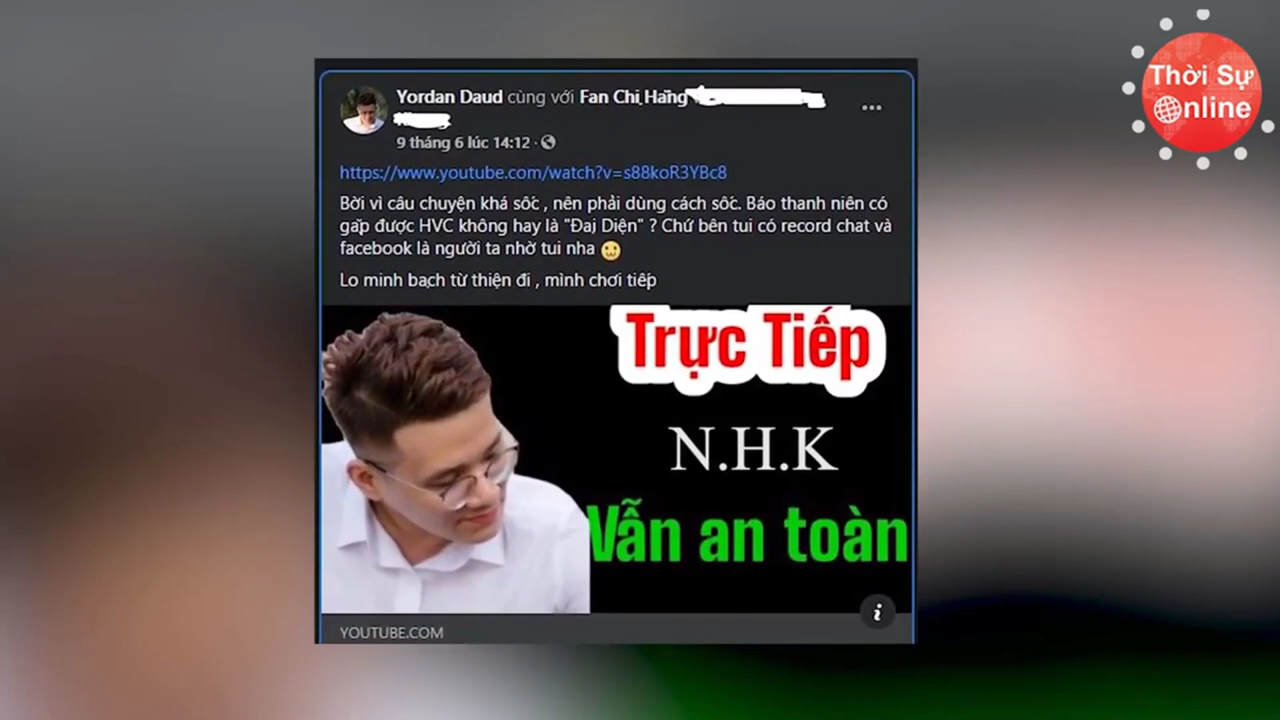 Thời Sự
Online
Yordan Daud cùng với Fan Chị Hằng
9 tháng 6 lúc 14:12 ·
https://www.youtube.com/watch?v=s88koR3YBc8
Bời vì câu chuyện khá sốc , nên phải dùng cách sốc. Báo thanh niên có
gặp được HVC không hay là "Đại Diện" ? Chứ bên tui có record chat và
facebook là người ta nhờ tui nha
Lo minh bạch từ thiện đi , mình chơi tiếp
Trực Tiếp
N.H.K
Vẫn an toàn
YOUTUBE.COM